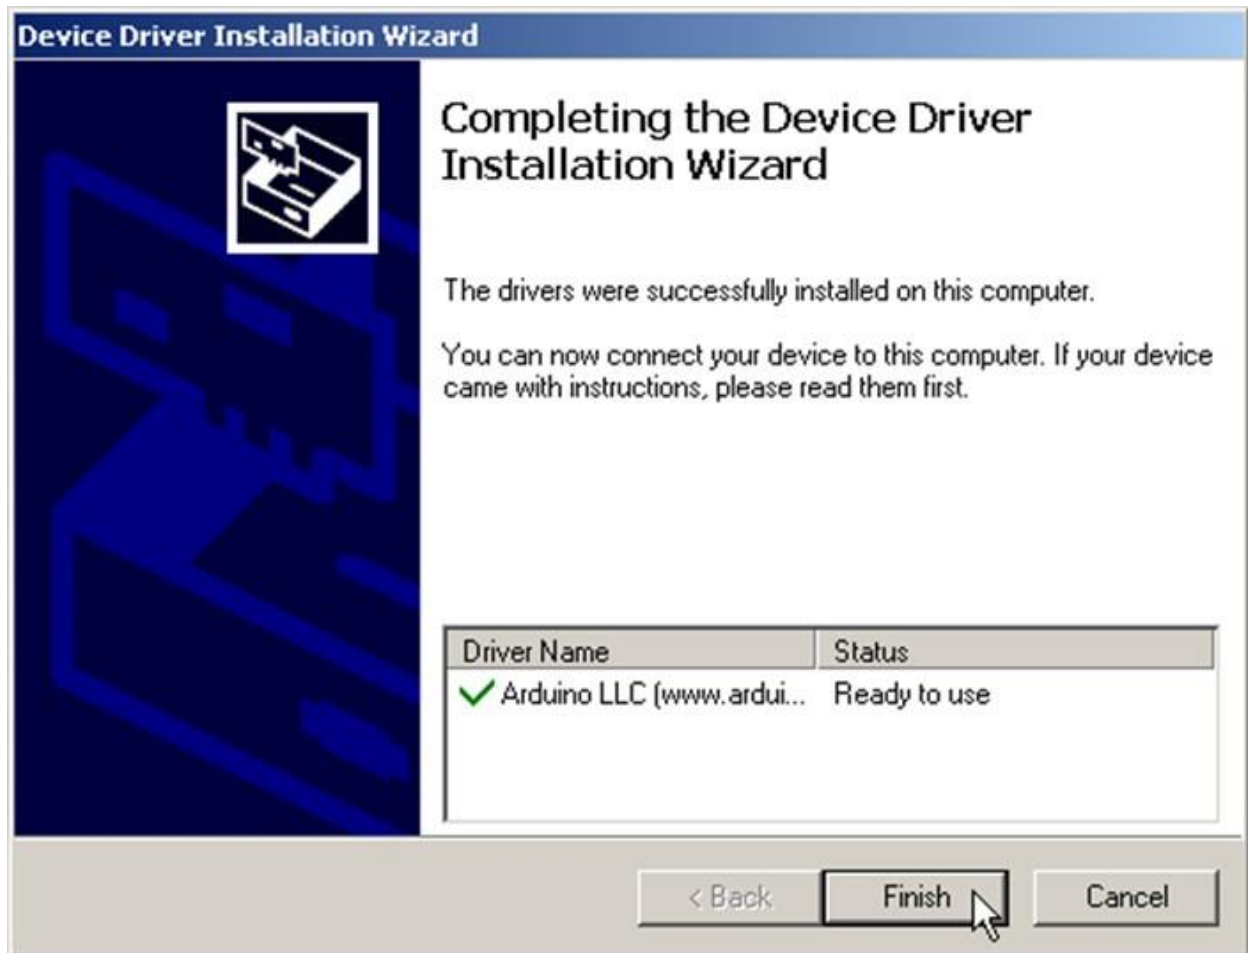 Device Driver Installation Wizard
Completing the Device Driver
Installation Wizard
The drivers were successfully installed on this computer.
You can now connect your device to this computer. If your device
came with instructions, please read them first.
Driver Name Status
Arduino LLC (www.ardui... Ready to use
< Back Finish Cancel